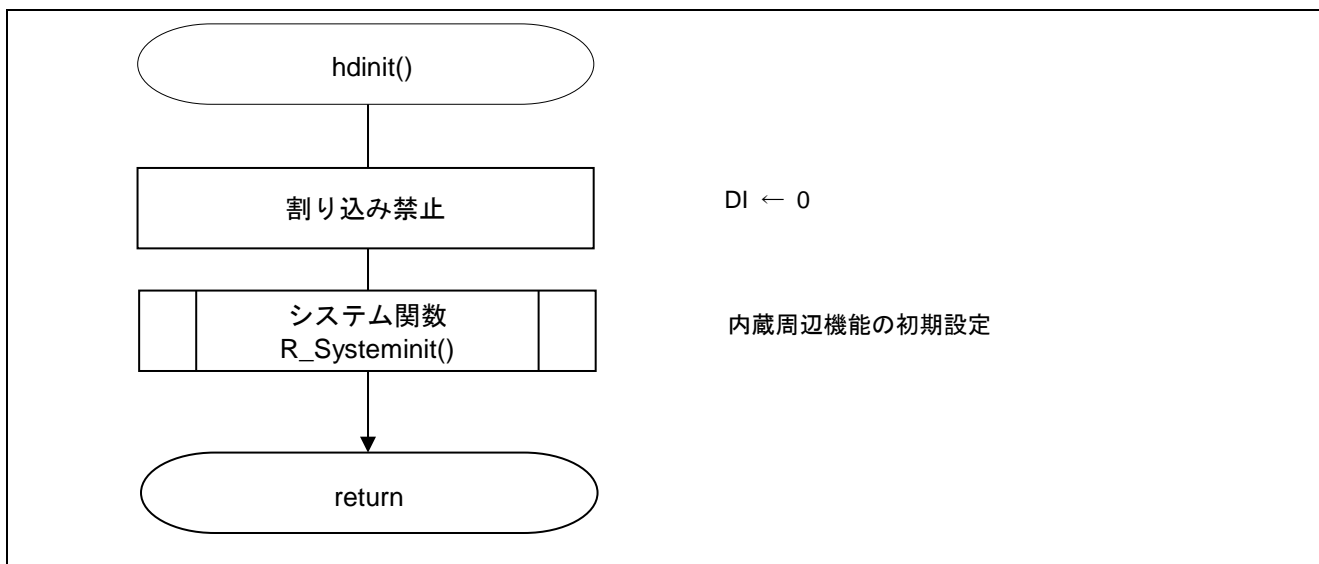 hdinit()
割り込み禁止
DI ← 0
システム関数
R_Systeminit()
内蔵周辺機能の初期設定
return